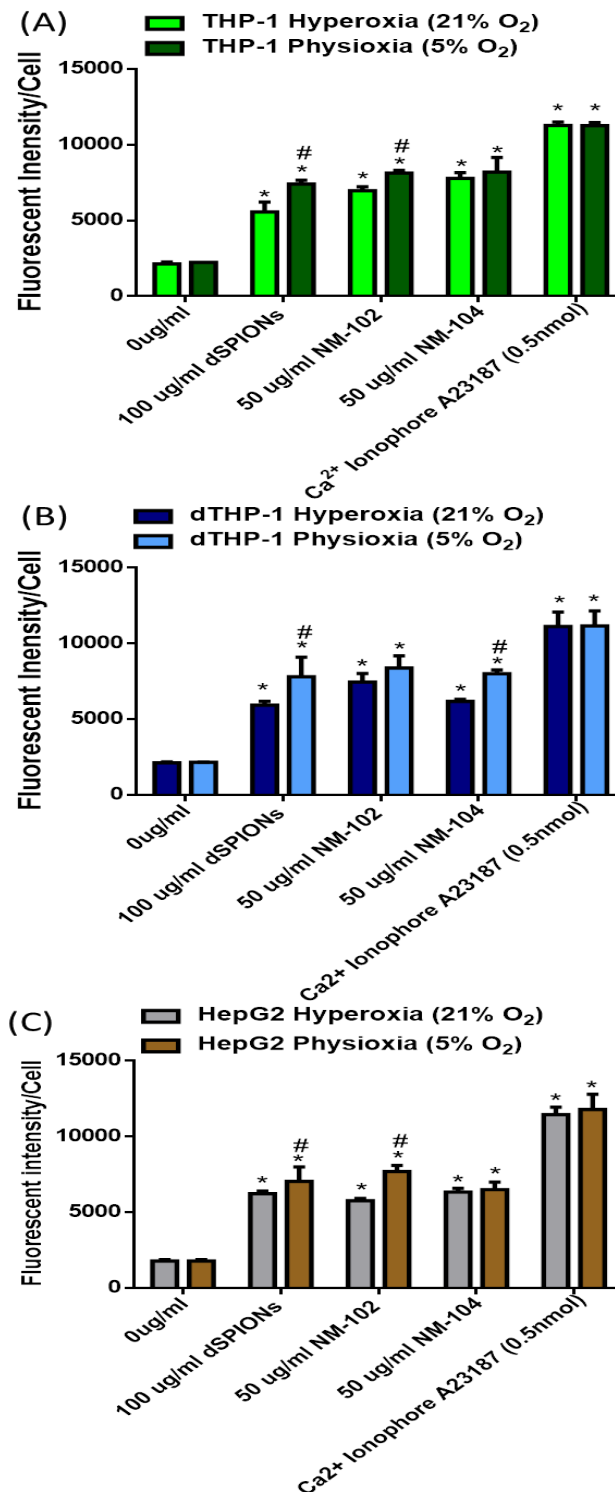 (A)
THP-1 Hyperoxia (21% O₂)
THP-1 Physioxia (5% O₂)
Fluorescent Inensity/Cell
15000
10000
5000
0
* # * * # * * * * *
0ug/ml
100 ug/ml dSPIONs
50 ug/ml NM-102
50 ug/ml NM-104
Ca²⁺ Ionophore A23187 (0.5nmol)
(B)
dTHP-1 Hyperoxia (21% O₂)
dTHP-1 Physioxia (5% O₂)
Fluorescent Inensity/Cell
15000
10000
5000
0
* # * * * * # * * *
0ug/ml
100 ug/ml dSPIONs
50 ug/ml NM-102
50 ug/ml NM-104
Ca2+ Ionophore A23187 (0.5nmol)
(C)
HepG2 Hyperoxia (21% O₂)
HepG2 Physioxia (5% O₂)
Fluorescent Intensity/Cell
15000
10000
5000
0
* # * * # * * * * *
0ug/ml
100 ug/ml dSPIONs
50 ug/ml NM-102
50 ug/ml NM-104
Ca2+ Ionophore A23187 (0.5nmol)